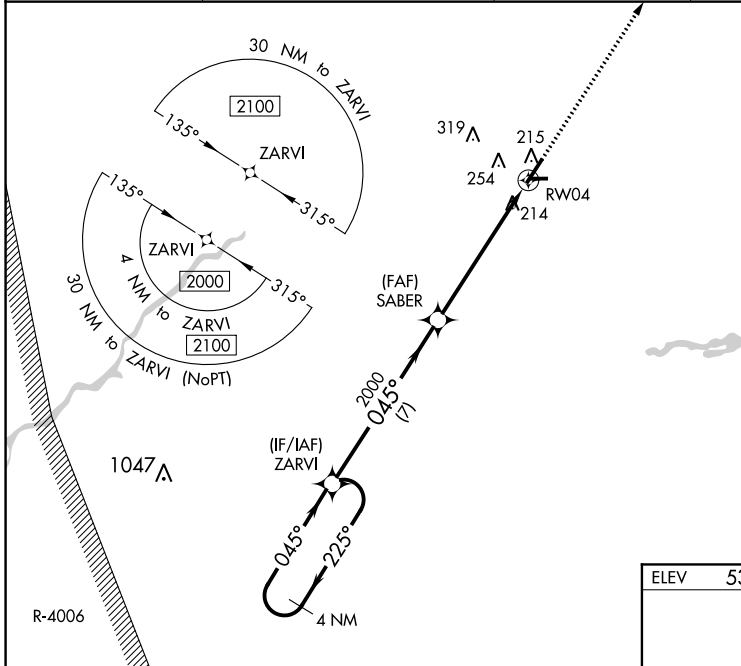 30 NM to ZARVI
2100
135°
ZARVI
315°
135°
ZARVI
2000
4 NM to ZARVI
315°
2100
30 NM to ZARVI (NoPT)
319
215
254
RW04
214
(FAF)
SABER
2000
045°
(7)
(IF/IAF)
ZARVI
1047
045°
225°
4 NM
R-4006
ELEV 53